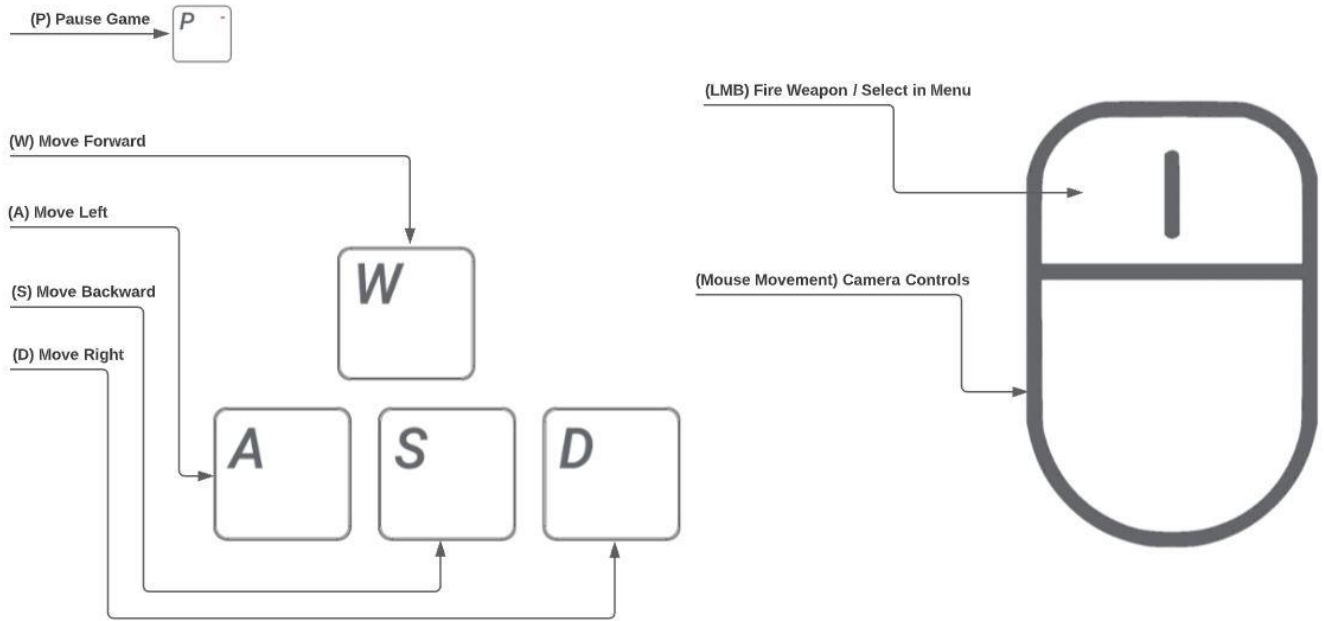 (P) Pause Game
P
(LMB) Fire Weapon / Select in Menu
(W) Move Forward
(A) Move Left
W
(Mouse Movement) Camera Controls
(S) Move Backward
(D) Move Right
A
S
D